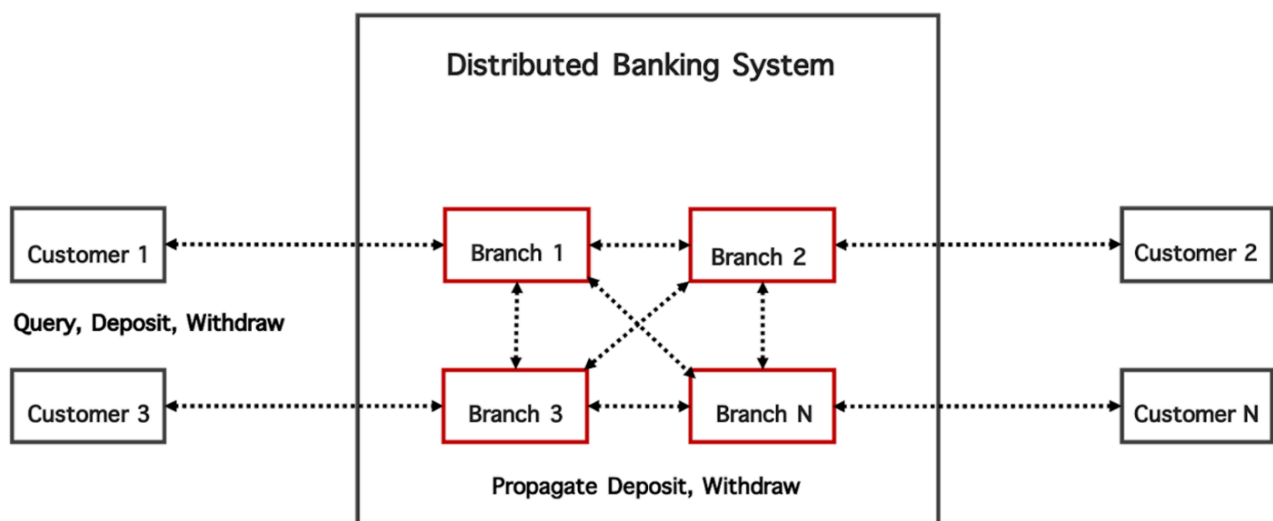 Distributed Banking System
Customer 1
Branch 1
Branch 2
Customer 2
Query, Deposit, Withdraw
Customer 3
Branch 3
Branch N
Customer N
Propagate Deposit, Withdraw